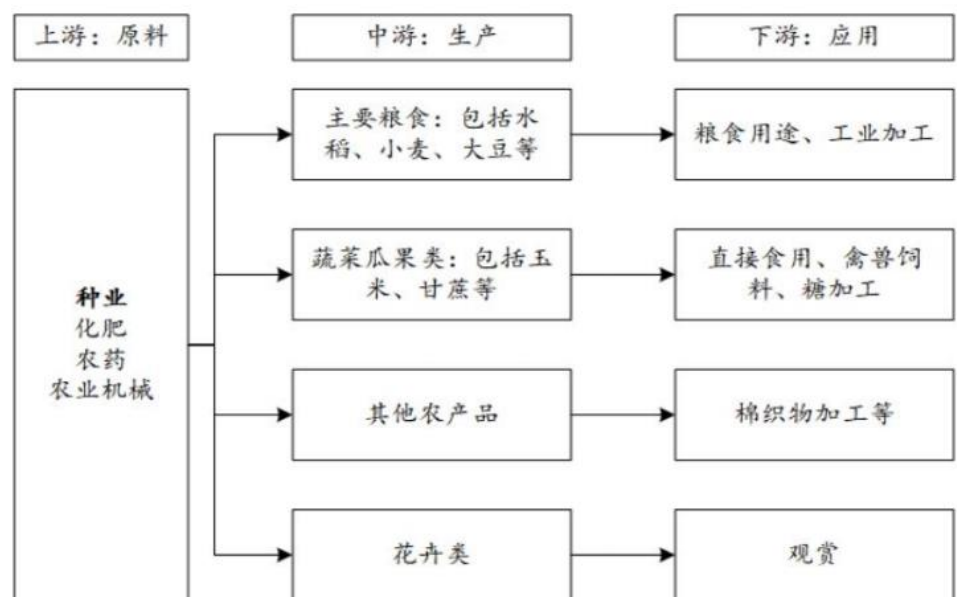 上游：原料
中游：生产
下游：应用
种业
化肥
农药
农业机械
主要粮食：包括水
稻、小麦、大豆等
粮食用途、工业加工
蔬菜瓜果类：包括玉
米、甘蔗等
直接食用、禽兽饲
料、糖加工
其他农产品
棉织物加工等
花卉类
观赏